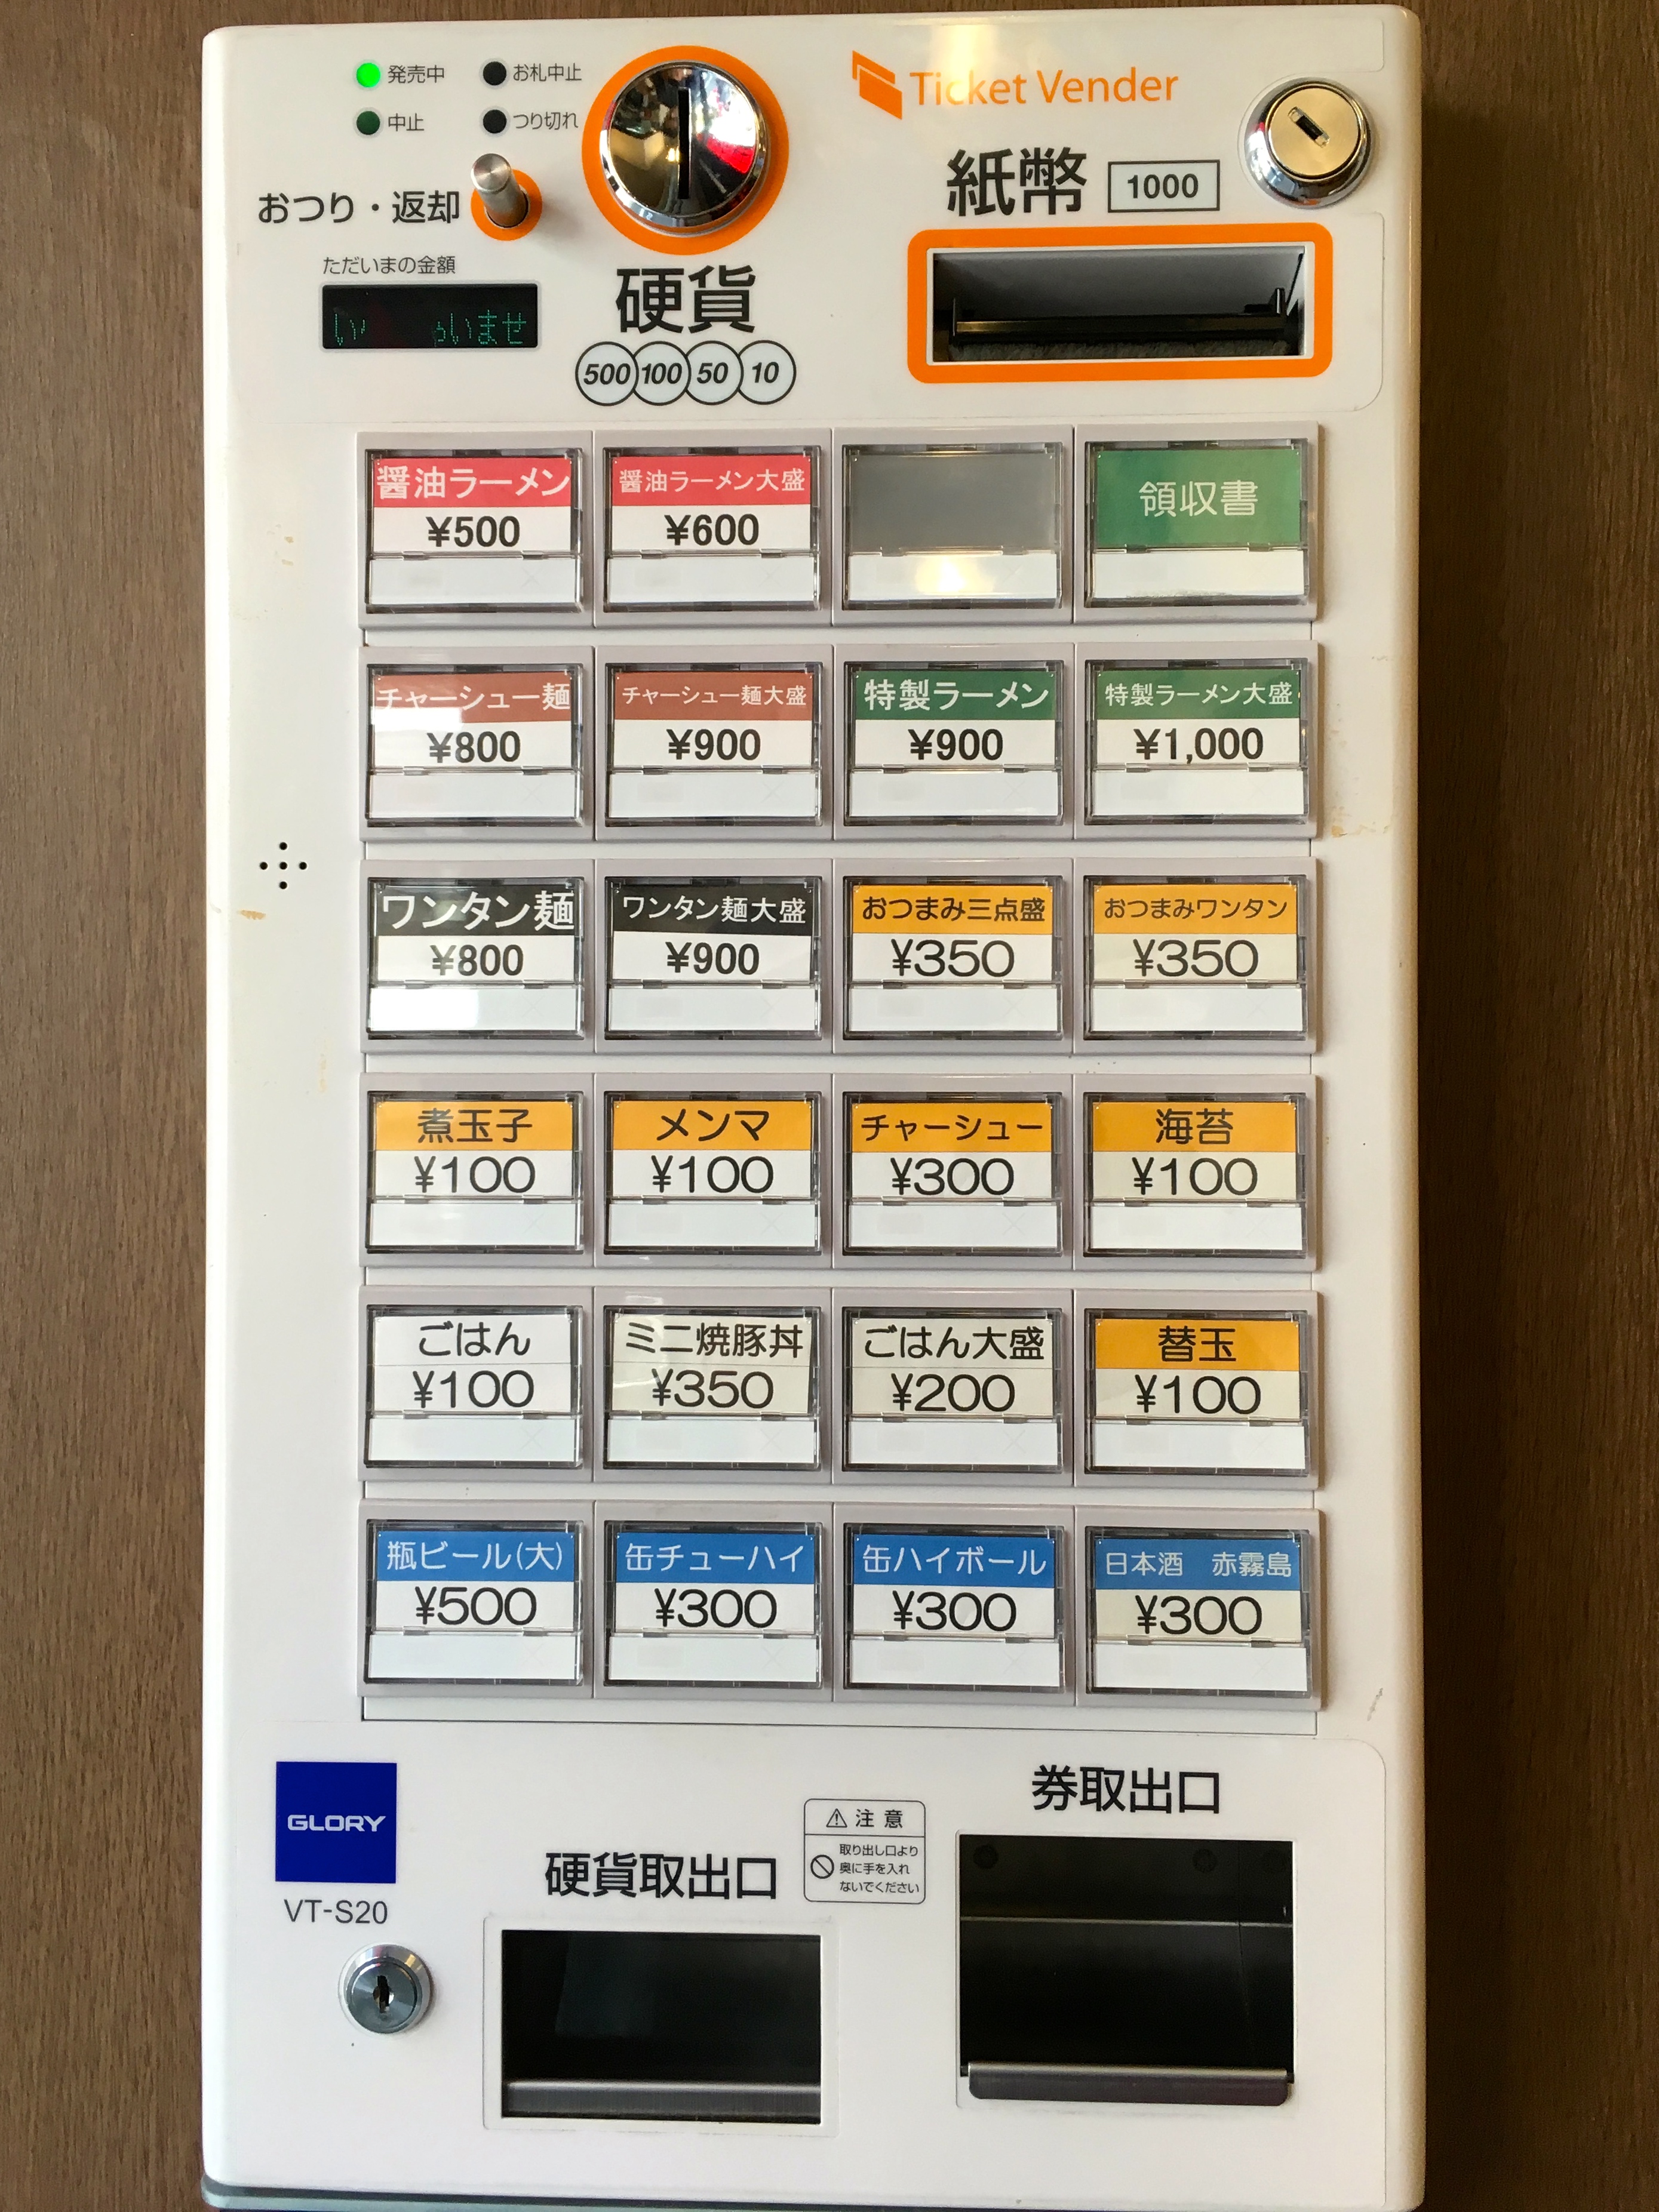 発売中
お札中止
中止
つり切れ
おつり・返却
ただいまの金額
硬貨
500 100 50 10
Ticket Vender
紙幣 1000
醤油ラーメン
¥500
醤油ラーメン大盛
¥600
領収書
チャーシュー麺
¥800
チャーシュー麺大盛
¥900
特製ラーメン
¥900
特製ラーメン大盛
¥1,000
ワンタン麺
¥800
ワンタン麺大盛
¥900
おつまみ三点盛
¥350
おつまみワンタン
¥350
煮玉子
¥100
メンマ
¥100
チャーシュー
¥300
海苔
¥100
ごはん
¥100
ミニ焼豚丼
¥350
ごはん大盛
¥200
替玉
¥100
瓶ビール(大)
¥500
缶チューハイ
¥300
缶ハイボール
¥300
日本酒　赤霧島
¥300
GLORY
VT-S20
硬貨取出口
注意
取り出し口より
奥に手を入れ
ないでください
券取出口